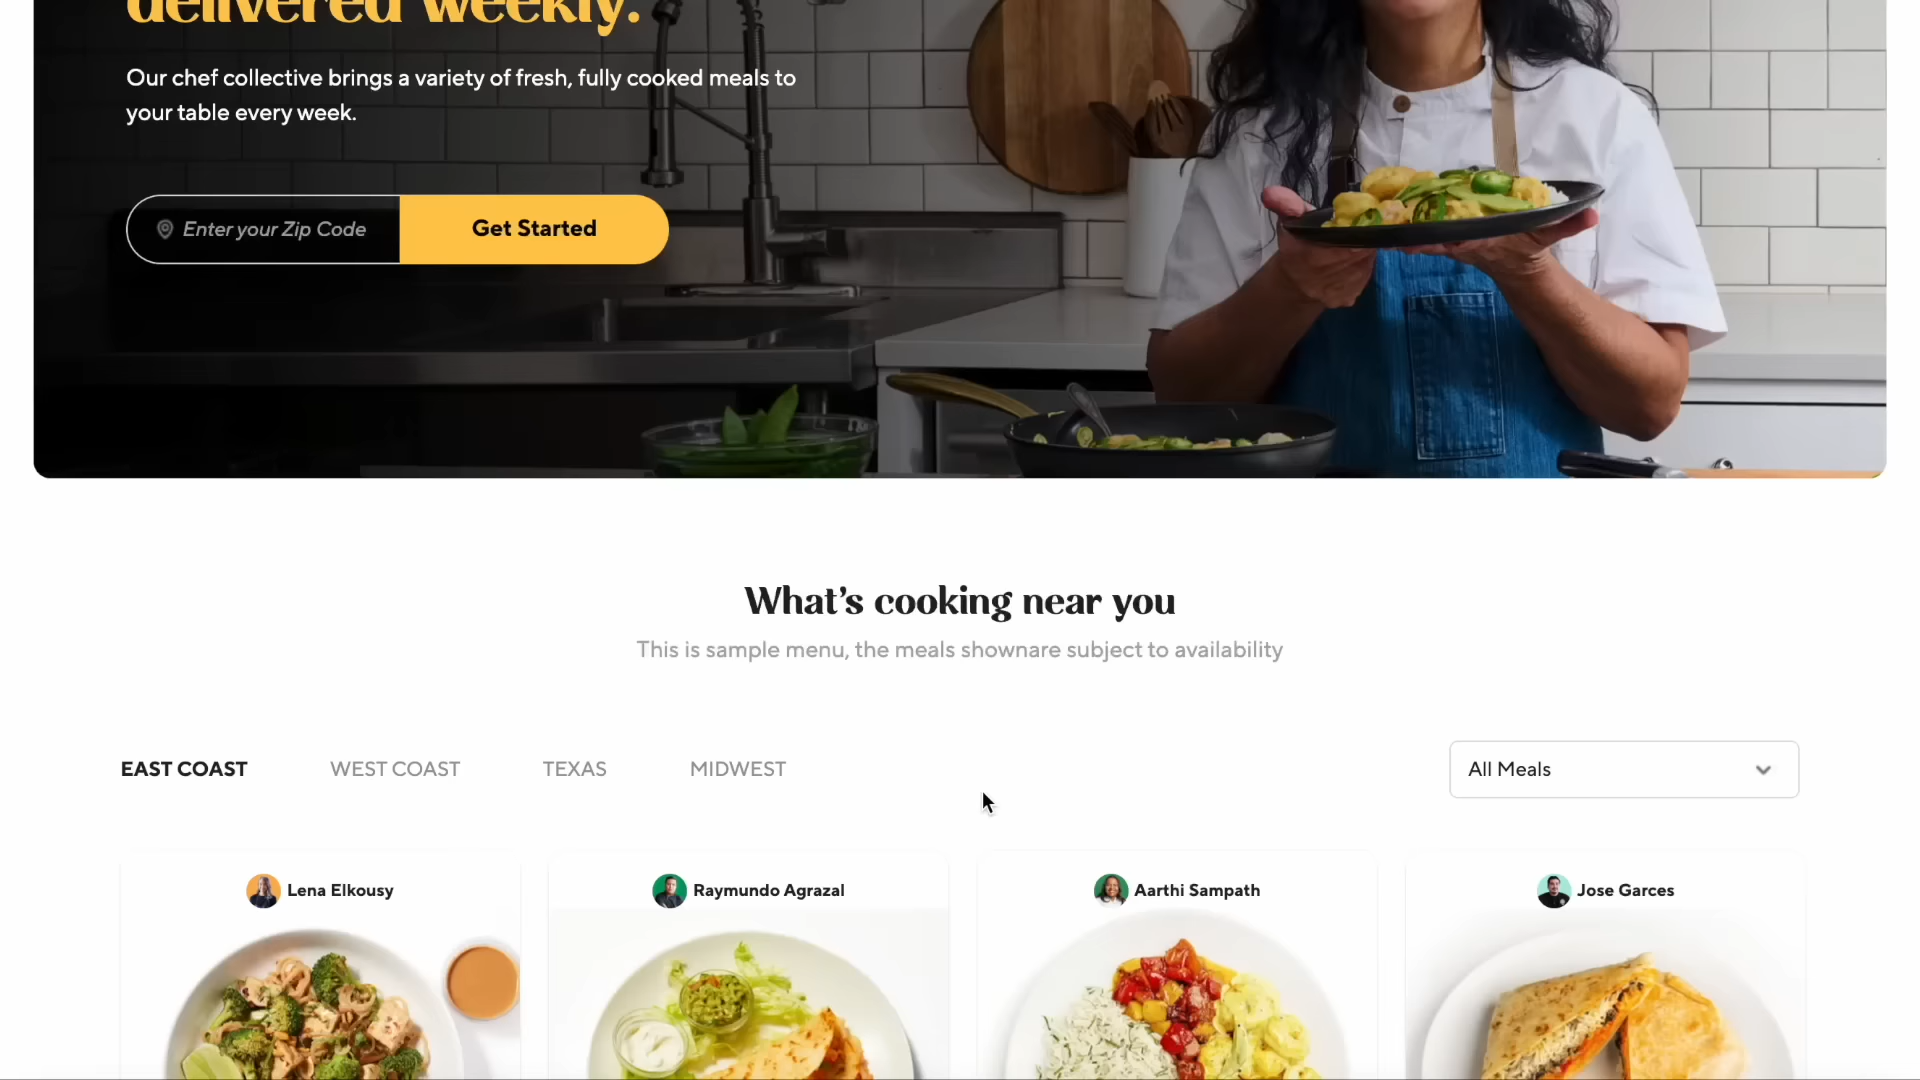 delivered weekly.
Our chef collective brings a variety of fresh, fully cooked meals to
your table every week.
Enter your Zip Code
Get Started
What's cooking near you
This is sample menu, the meals shownare subject to availability
EAST COAST
WEST COAST
TEXAS
MIDWEST
All Meals
Lena Elkousy
Raymundo Agrazal
Aarthi Sampath
Jose Garces